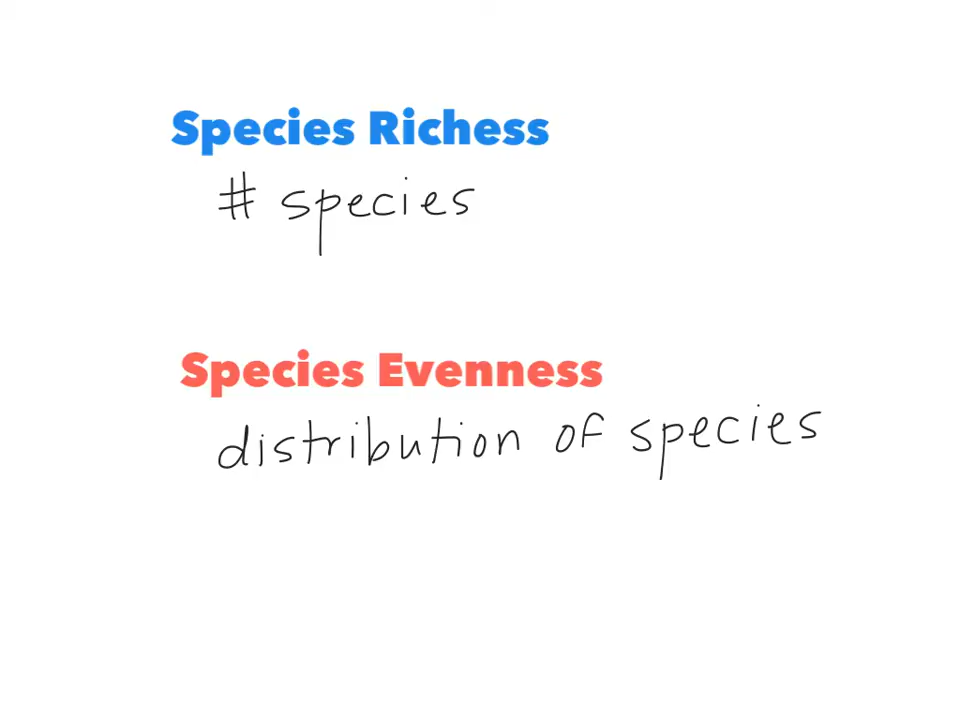 Species Richess
# species
Species Evenness
distribution of species